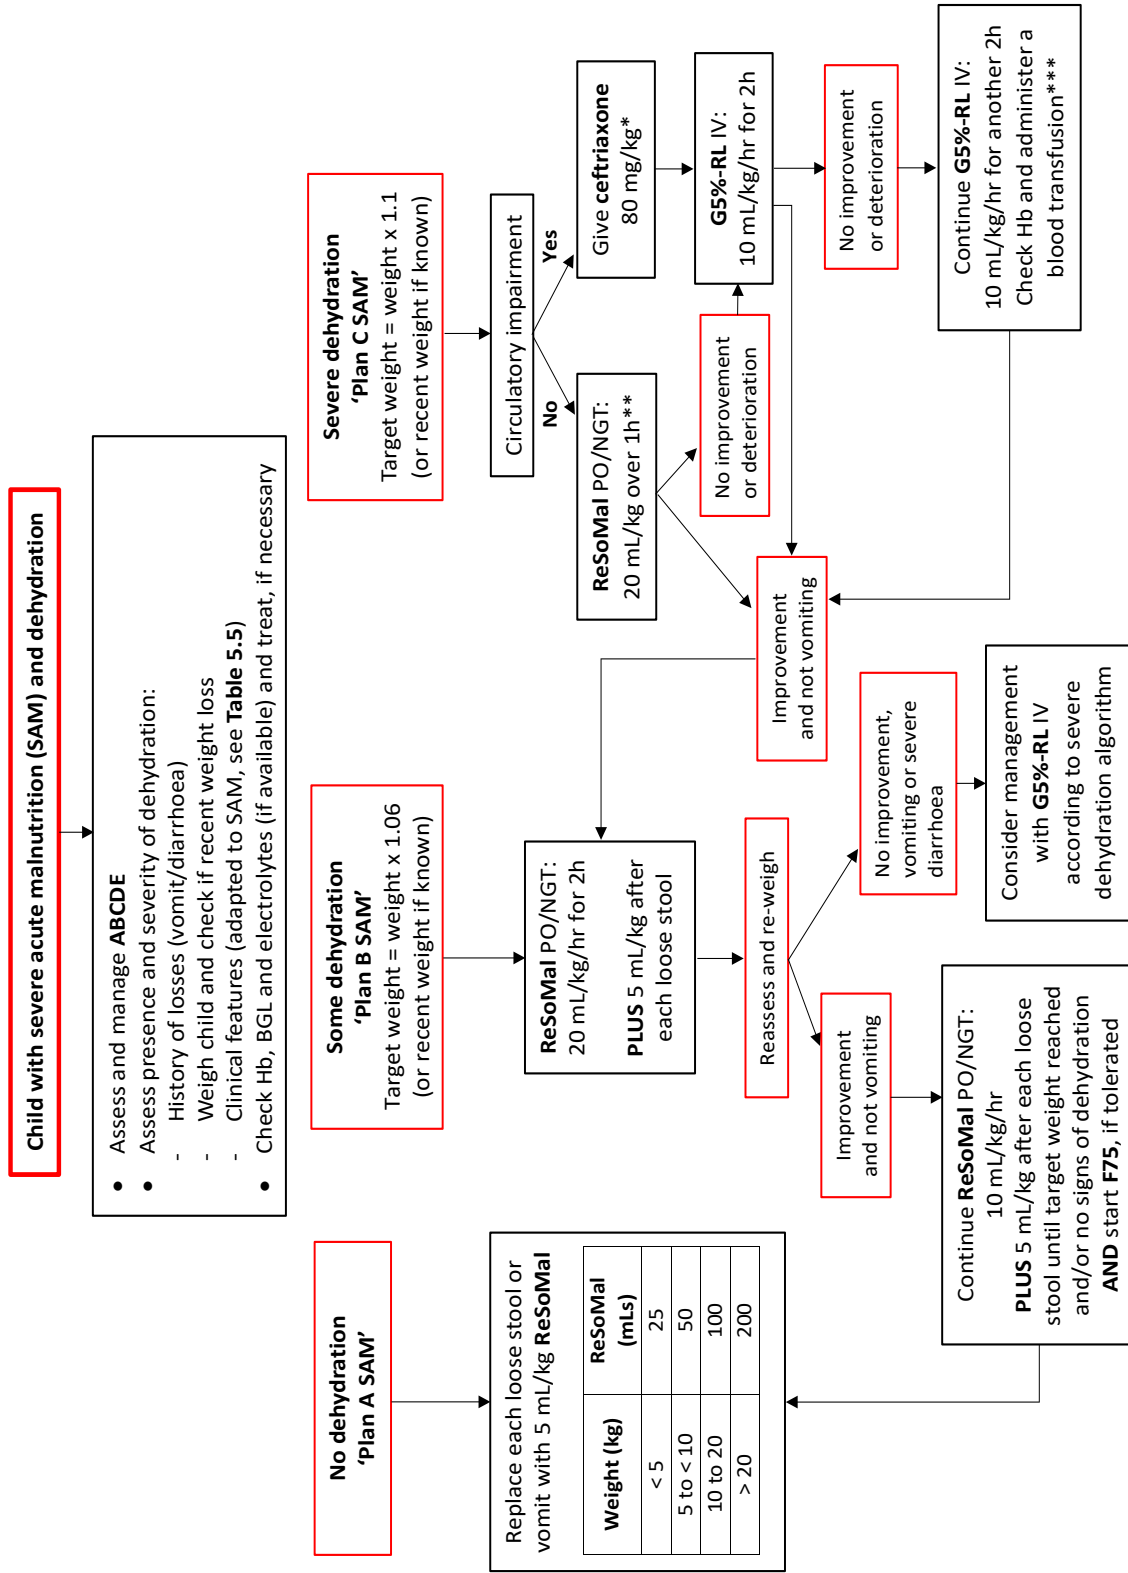 Child with severe acute malnutrition (SAM) and dehydration
• Assess and manage ABCDE
• Assess presence and severity of dehydration:
- History of losses (vomit/diarrhoea)
- Weigh child and check if recent weight loss
- Clinical features (adapted to SAM, see Table 5.5)
• Check Hb, BGL and electrolytes (if available) and treat, if necessary
No dehydration
‘Plan A SAM’
Replace each loose stool or
vomit with 5 mL/kg ReSoMal
Weight (kg) ReSoMal
(mLs)
< 5 25
5 to < 10 50
10 to 20 100
> 20 200
Some dehydration
‘Plan B SAM’
Target weight = weight x 1.06
(or recent weight if known)
ReSoMal PO/NGT:
20 mL/kg/hr for 2h
PLUS 5 mL/kg after
each loose stool
Reassess and re-weigh
Improvement
and not vomiting
No improvement,
vomiting or severe
diarrhoea
Continue ReSoMal PO/NGT:
10 mL/kg/hr
PLUS 5 mL/kg after each loose
stool until target weight reached
and/or no signs of dehydration
AND start F75, if tolerated
Consider management
with G5%-RL IV
according to severe
dehydration algorithm
Severe dehydration
‘Plan C SAM’
Target weight = weight x 1.1
(or recent weight if known)
Circulatory impairment
No
Yes
ReSoMal PO/NGT:
20 mL/kg over 1h**
Give ceftriaxone
80 mg/kg*
No improvement
or deterioration
G5%-RL IV:
10 mL/kg/hr for 2h
Improvement
and not vomiting
No improvement
or deterioration
Continue G5%-RL IV:
10 mL/kg/hr for another 2h
Check Hb and administer a
blood transfusion***